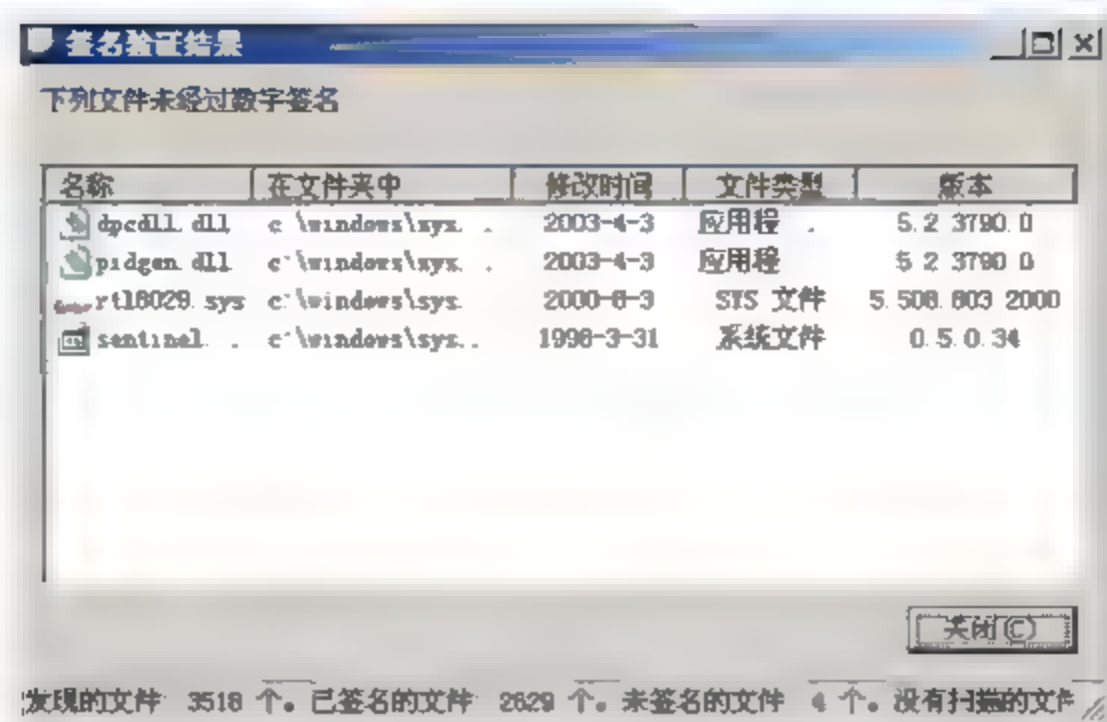 签名验证结果
下列文件未经过数字签名
名称 在文件夹中 修改时间 文件类型 版本
dpcdll.dll c:\windows\sys... 2003-4-3 应用程... 5.2.3790.0
pidgen.dll c:\windows\sys... 2003-4-3 应用程... 5.2.3790.0
rtl8029.sys c:\windows\sys... 2000-6-3 SYS 文件 5.508.803.2000
sentinel... c:\windows\sys... 1998-3-31 系统文件 0.5.0.34
关闭(C)
发现的文件: 3518 个。已签名的文件: 2629 个。未签名的文件: 4 个。没有扫描的文件